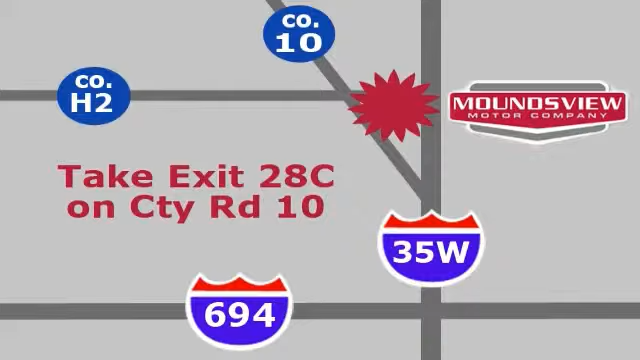 CO.
10
CO.
H2
MOUNDSVIEW
MOTOR COMPANY
Take Exit 28C
on Cty Rd 10
35W
694